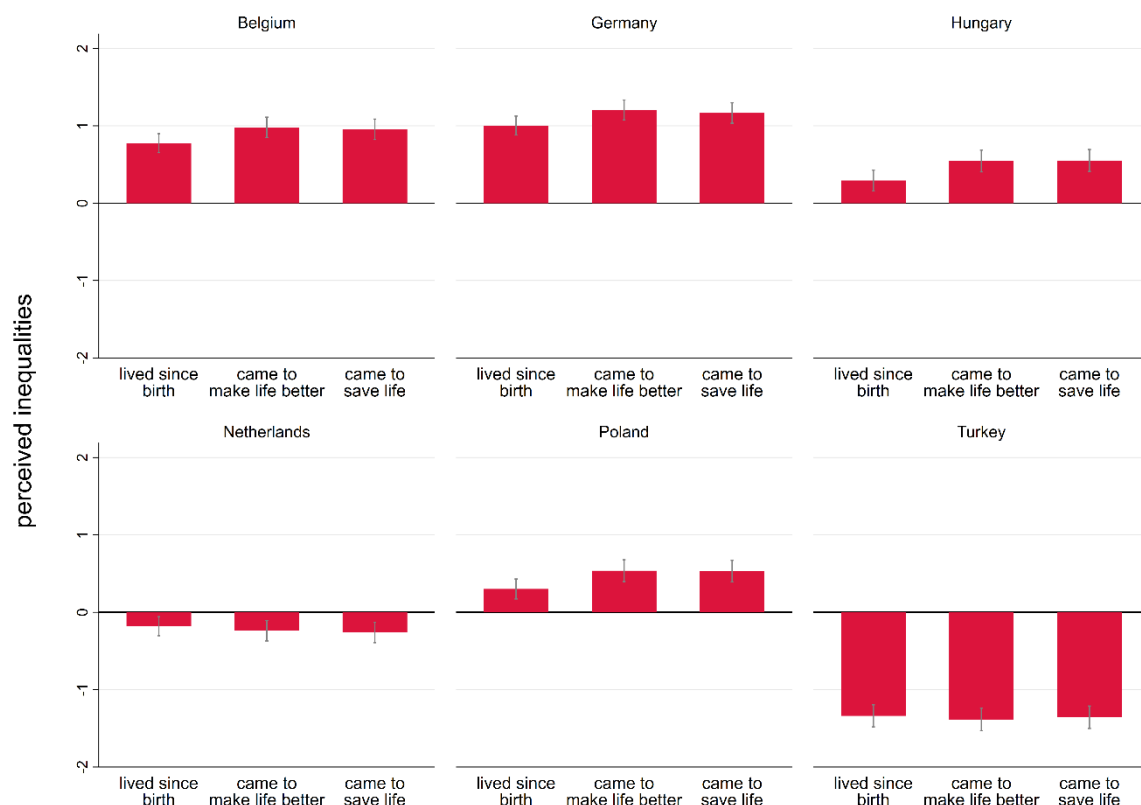 Belgium
Germany
Hungary
2
1
0
-1
-2
lived since
birth
came to
make life better
came to
save life
lived since
birth
came to
make life better
came to
save life
lived since
birth
came to
make life better
came to
save life
perceived inequalities
Netherlands
Poland
Turkey
2
1
0
-1
-2
lived since
birth
came to
make life better
came to
save life
lived since
birth
came to
make life better
came to
save life
lived since
birth
came to
make life better
came to
save life